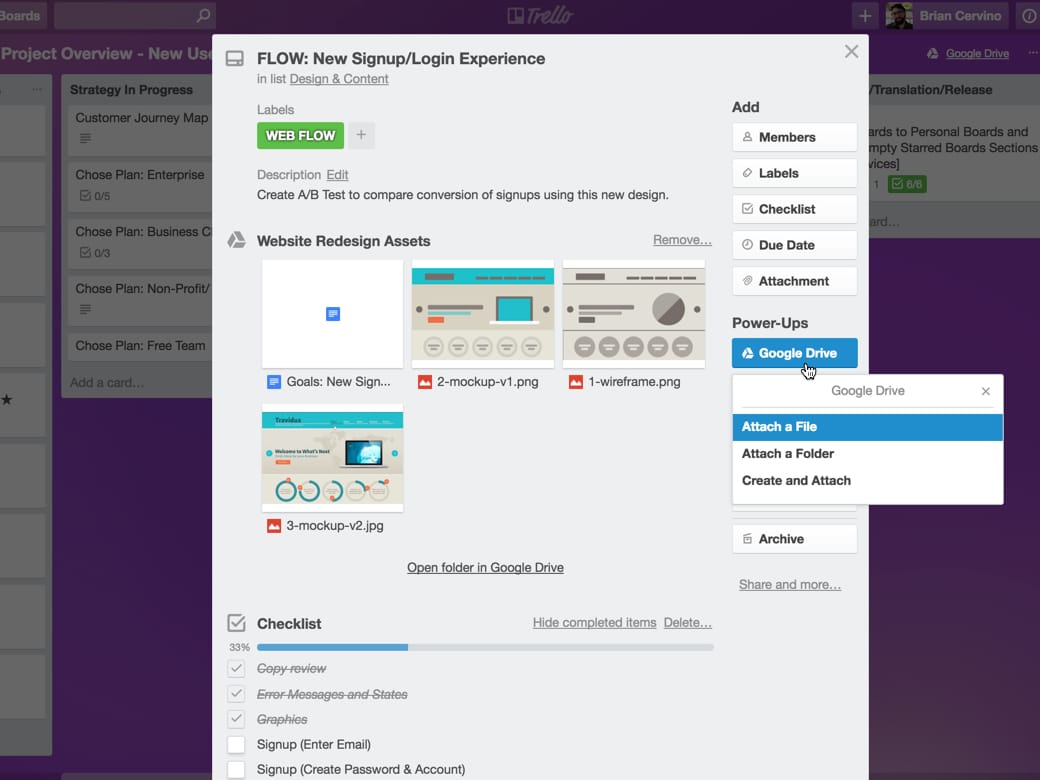 Boards
Trello
Brian Cervino
Project Overview - New Use
Google Drive
Strategy In Progress
Customer Journey Map
Chose Plan: Enterprise
0/5
Chose Plan: Business Cl
0/3
Chose Plan: Non-Profit/
Chose Plan: Free Team
Add a card…
FLOW: New Signup/Login Experience
in list Design & Content
Labels
WEB FLOW
Description Edit
Create A/B Test to compare conversion of signups using this new design.
Website Redesign Assets
Remove…
Goals: New Sign...
2-mockup-v1.png
1-wireframe.png
Travidux
Welcome to What's Next
3-mockup-v2.jpg
Open folder in Google Drive
Checklist
Hide completed items Delete…
33%
Copy review
Error Messages and States
Graphics
Signup (Enter Email)
Signup (Create Password & Account)
Add
Members
Labels
Checklist
Due Date
Attachment
Power-Ups
Google Drive
Google Drive
Attach a File
Attach a Folder
Create and Attach
Archive
Share and more…
/Translation/Release
ards to Personal Boards and
mpty Starred Boards Sections
vices]
1 6/6
ard…